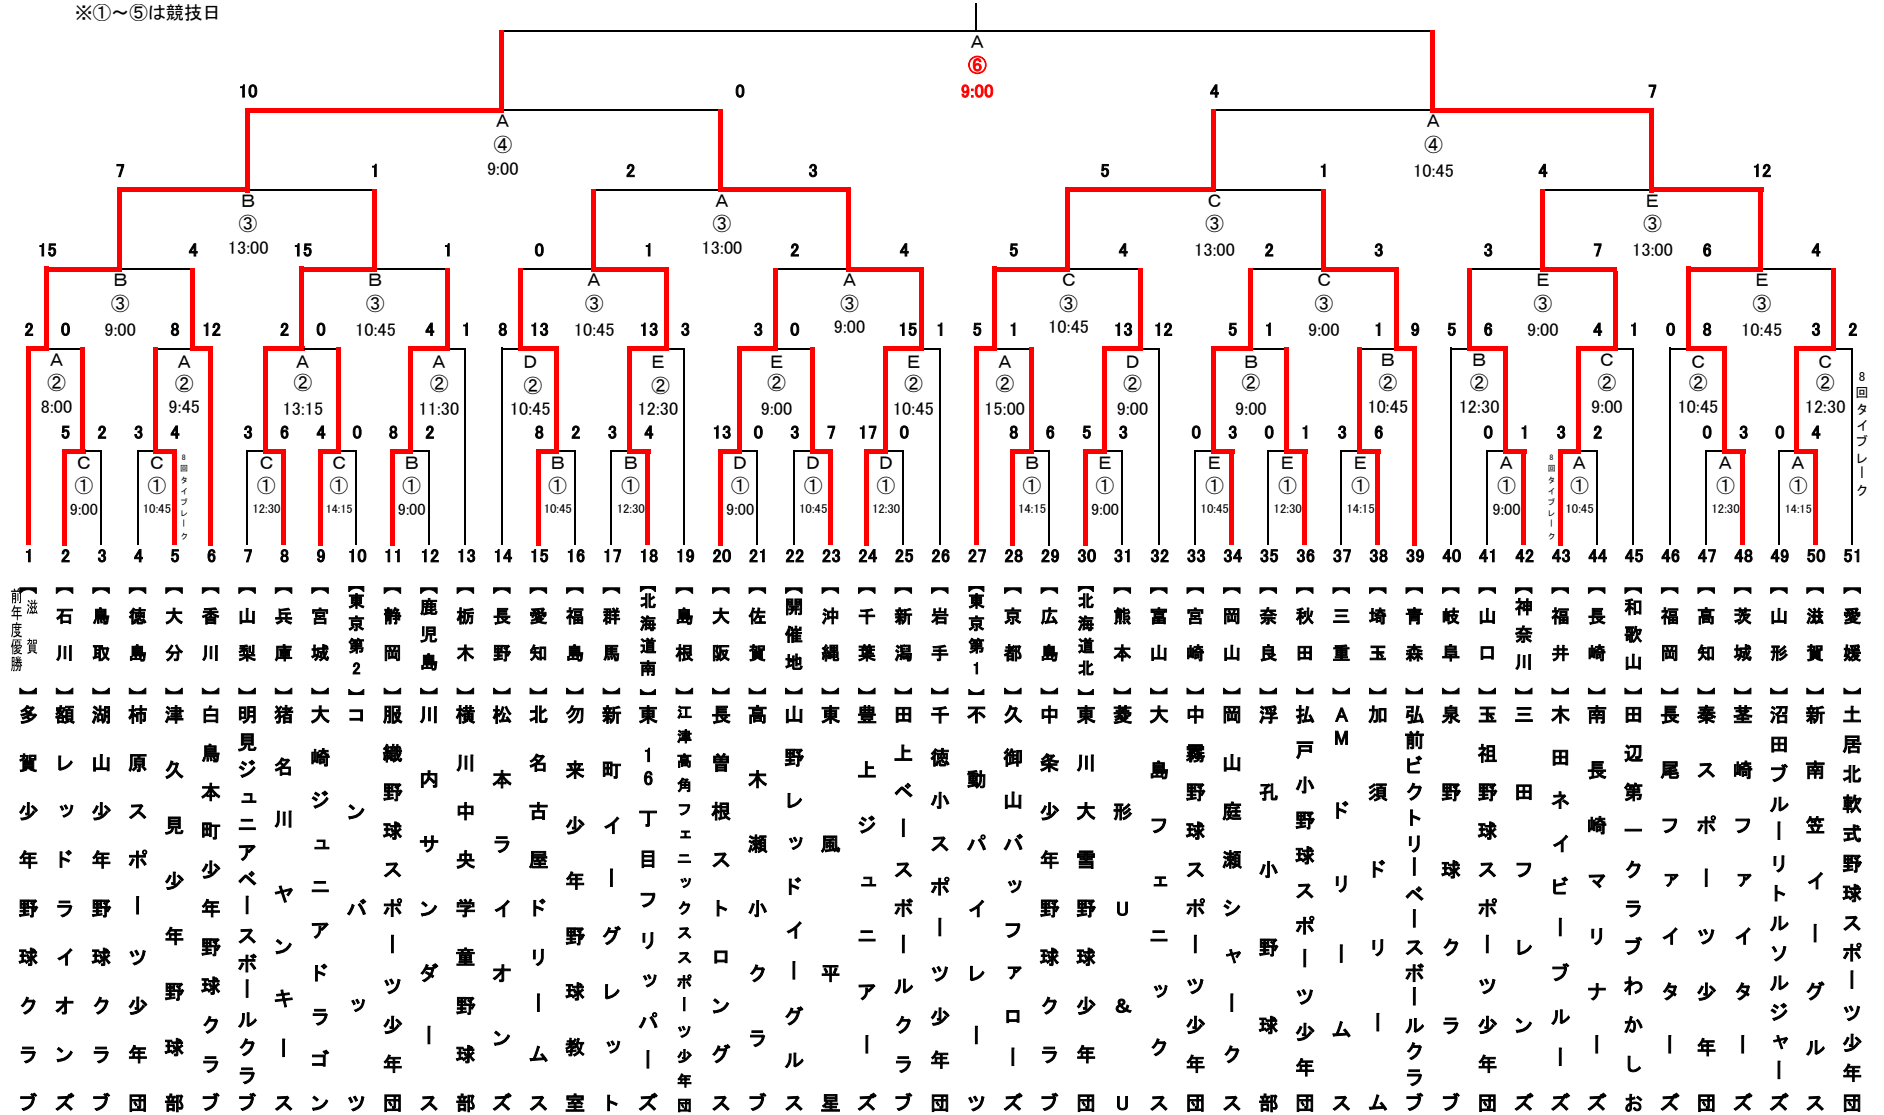 ※①～⑤は競技日
A
⑥
9:00
10 0 4 7
A A
④ ④
9:00 10:45
7 1 2 3 5 1 4 12
B A C E
③ ③ ③ ③
13:00 13:00 13:00 13:00
15 4 15 1 0 1 2 4 5 4 2 3 3 7 6 4
B B A A C C E E
③ ③ ③ ③ ③ ③ ③ ③
9:00 10:45 10:45 9:00 10:45 9:00 9:00 10:45
2 0 8 12 2 0 4 1 8 13 13 3 3 0 15 1 5 1 13 12 5 1 1 9 5 6 4 1 0 8 3 2
A A A A D E E E A D B B B C C C
② ② ② ② ② ② ② ② ② ② ② ② ② ② ② ②
8:00 9:45 13:15 11:30 10:45 12:30 9:00 10:45 15:00 9:00 9:00 10:45 12:30 9:00 10:45 12:30
8回タイブレーク
5 2 3 4 3 6 4 0 8 2 8 2 3 4 13 0 3 7 17 0 8 6 5 3 0 3 0 1 3 6 0 1 3 2 0 3 0 4
C C C C B B B D D D B E E E E A A A A
① ① ① ① ① ① ① ① ① ① ① ① ① ① ① ① ① ① ①
9:00 10:45 12:30 14:15 9:00 10:45 12:30 9:00 10:45 12:30 14:15 9:00 10:45 12:30 14:15 9:00 10:45 12:30 14:15
8回タイブレーク
8回タイブレーク
1 2 3 4 5 6 7 8 9 10 11 12 13 14 15 16 17 18 19 20 21 22 23 24 25 26 27 28 29 30 31 32 33 34 35 36 37 38 39 40 41 42 43 44 45 46 47 48 49 50 51
前年度優勝
【滋賀】多賀少年野球クラブ
【石川】額レッドライオンズ
【鳥取】湖山少年野球クラブ
【徳島】柿原スポーツ少年団
【大分】津久見少年野球部
【香川】白鳥本町少年野球クラブ
【山梨】明見ジュニアベースボールクラブ
【兵庫】猪名川ヤンキース
【宮城】大崎ジュニアドラゴン
【東京第2】コンバッツ
【静岡】服織野球スポーツ少年団
【鹿児島】川内サンダース
【栃木】横川中央学童野球部
【長野】松本ライオンズ
【愛知】北名古屋ドリームス
【福島】勿来少年野球教室
【群馬】新町イーグレット
【北海道南】東16丁目フリッパーズ
【島根】江津高角フェニックススポーツ少年団
【大阪】長曽根ストロングス
【佐賀】高木瀬小クラブ
【開催地】山野レッドイーグルス
【沖縄】東風平星
【千葉】豊上ジュニアーズ
【新潟】田上ベースボールクラブ
【岩手】千徳小スポーツ少年団
【東京第1】不動パイレーツ
【京都】久御山バッファローズ
【広島】中条少年野球クラブ
【北海道北】東川大雪野球少年団
【熊本】菱形U&U
【富山】大島フェニックス
【宮崎】中霧野球スポーツ少年団
【岡山】岡山庭瀬シャークス
【奈良】浮孔小野球部
【秋田】払戸小野球スポーツ少年団
【三重】AMドリームス
【埼玉】加須ドリーム
【青森】弘前ビクトリーベースボールクラブ
【岐阜】泉野球クラブ
【山口】玉祖野球スポーツ少年団
【神奈川】三田フレンズ
【福井】木田ネイビーブルーズ
【長崎】南長崎マリナーズ
【和歌山】田辺第一クラブわかしお
【福岡】長尾ファイターズ
【高知】秦スポーツ少年団
【茨城】茎崎ファイターズ
【山形】沼田ブルーリトルソルジャーズ
【滋賀】新南笠イーグルス
【愛媛】土居北軟式野球スポーツ少年団